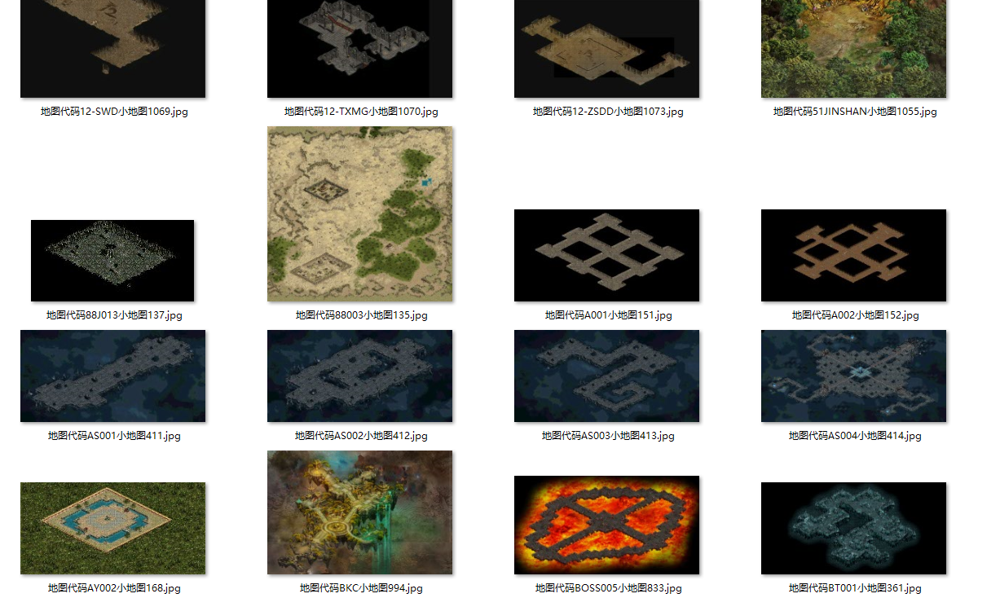 地图代码12-SWD小地图1069.jpg
地图代码12-TXMG小地图1070.jpg
地图代码12-ZSDD小地图1073.jpg
地图代码51JINSHAN小地图1055.jpg
地图代码88J013小地图137.jpg
地图代码88003小地图135.jpg
地图代码A001小地图151.jpg
地图代码A002小地图152.jpg
地图代码AS001小地图411.jpg
地图代码AS002小地图412.jpg
地图代码AS003小地图413.jpg
地图代码AS004小地图414.jpg
地图代码AY002小地图168.jpg
地图代码BKC小地图994.jpg
地图代码BOSS005小地图833.jpg
地图代码BT001小地图361.jpg